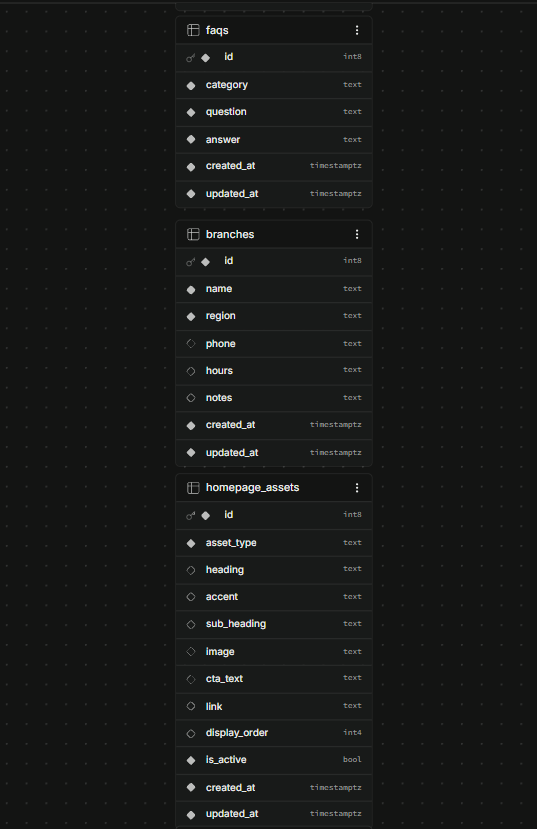 faqs
id int8
category text
question text
answer text
created_at timestamptz
updated_at timestamptz
branches
id int8
name text
region text
phone text
hours text
notes text
created_at timestamptz
updated_at timestamptz
homepage_assets
id int8
asset_type text
heading text
accent text
sub_heading text
image text
cta_text text
link text
display_order int4
is_active bool
created_at timestamptz
updated_at timestamptz